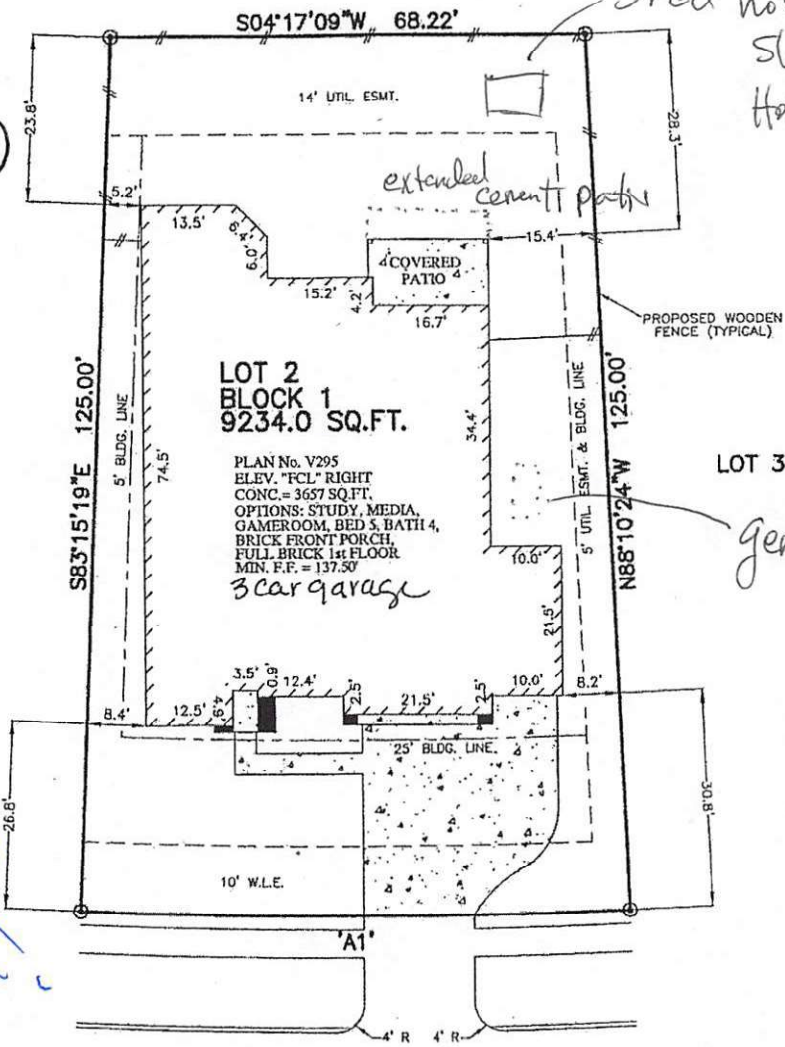 S04°17'09"W 68.22'
23.8'
14' UTIL. ESMT.
28.3'
extended
5.2'
13.5'
6.4'
6.0'
15.2'
4.2'
COVERED
PATIO
16.7'
15.4'
PROPOSED WOODEN
FENCE (TYPICAL)
S83°15'19"E 125.00'
5' BLDG. LINE
74.5'
LOT 2
BLOCK 1
9234.0 SQ.FT.
PLAN No. V295
ELEV. "FCL" RIGHT
CONC.= 3657 SQ.FT.
OPTIONS: STUDY, MEDIA,
GAMEROOM, BED 5, BATH 4,
BRICK FRONT PORCH,
FULL BRICK 1st FLOOR
MIN. F.F. = 137.50'
3 car garage
34.4'
5' UTIL. ESMT. & BLDG. LINE
N88°10'24"W 125.00'
LOT 3
10.0'
21.5'
3.5'
12.4'
2.5'
21.5'
2.5'
10.0'
8.2'
8.4'
12.5'
4.9'
25' BLDG. LINE
26.8'
30.8'
10' W.L.E.
'A1'
4' R 4' R